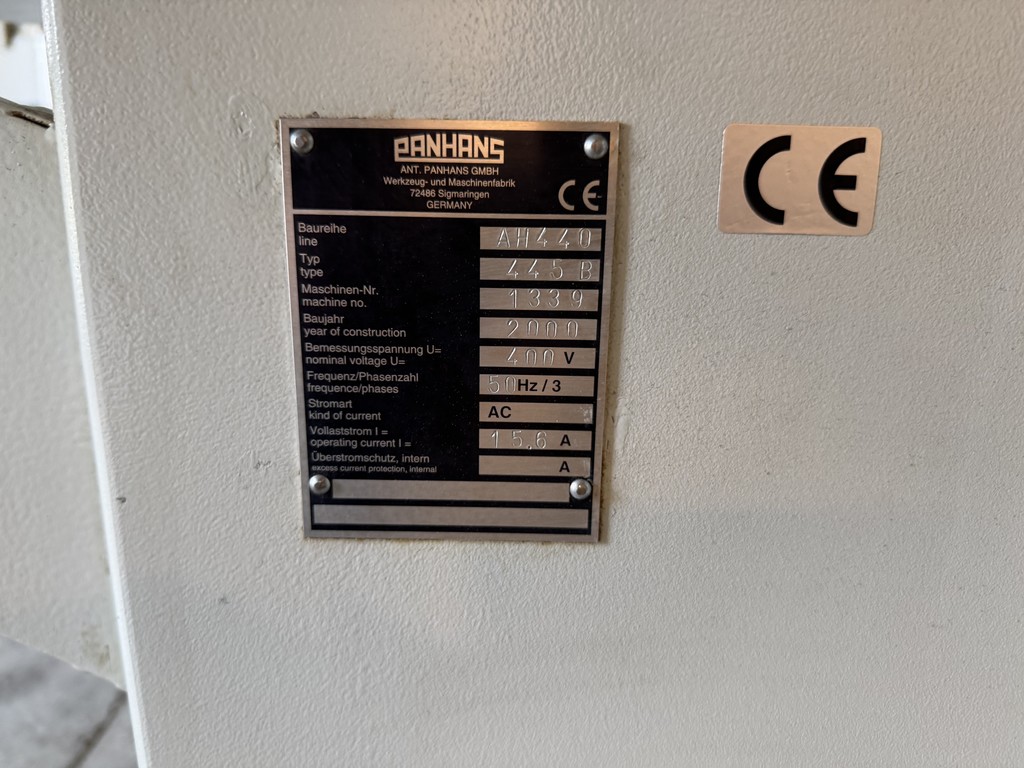 PANHANS
ANT. PANHANS GMBH
Werkzeug- und Maschinenfabrik
72486 Sigmaringen
GERMANY
CE
Baureihe
line
AH440
Typ
type
445 B
Maschinen-Nr.
machine no.
1339
Baujahr
year of construction
2000
Bemessungsspannung U=
nominal voltage U=
400 V
Frequenz/Phasenzahl
frequence/phases
50Hz / 3
Stromart
kind of current
AC
Vollaststrom I =
operating current I =
15,6 A
Überstromschutz, intern
excess current protection, internal
A
CE